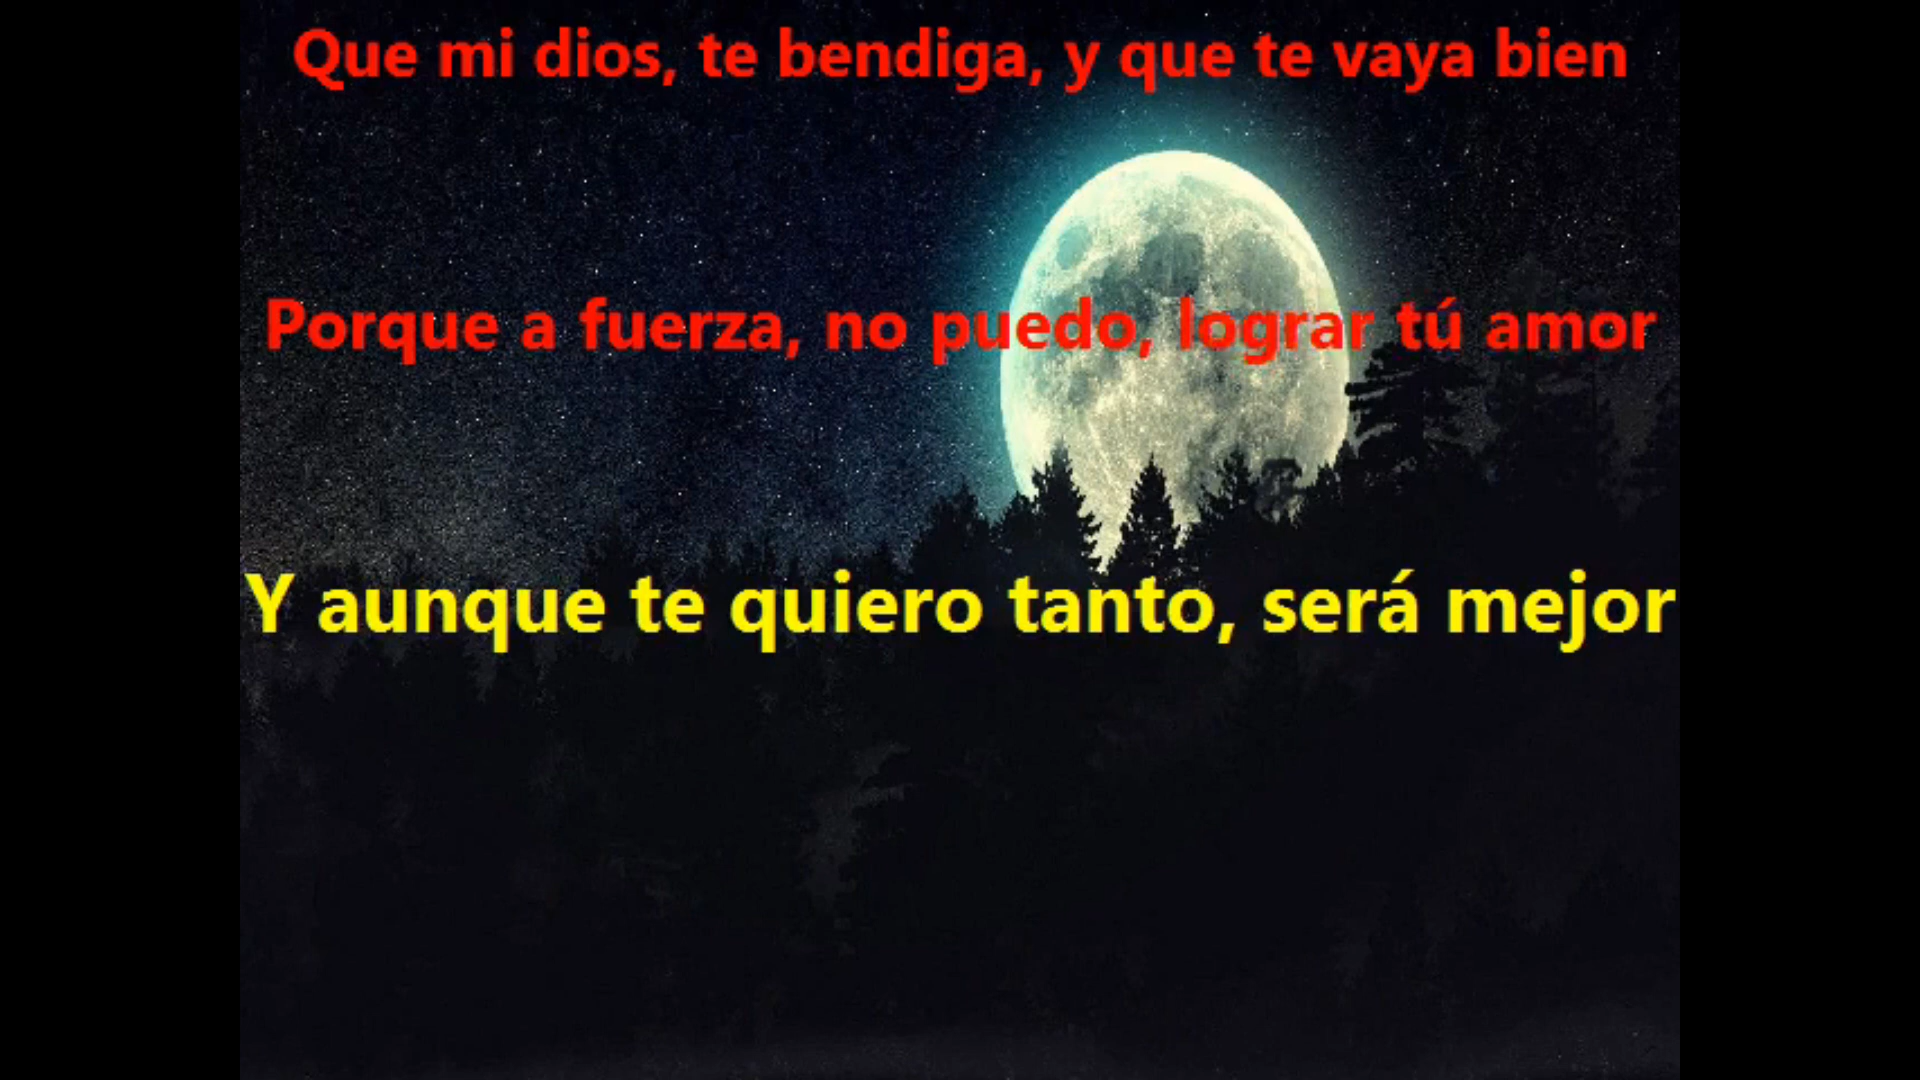 Que mi dios, te bendiga, y que te vaya bien
Porque a fuerza, no puedo, lograr tú amor
Y aunque te quiero tanto, será mejor